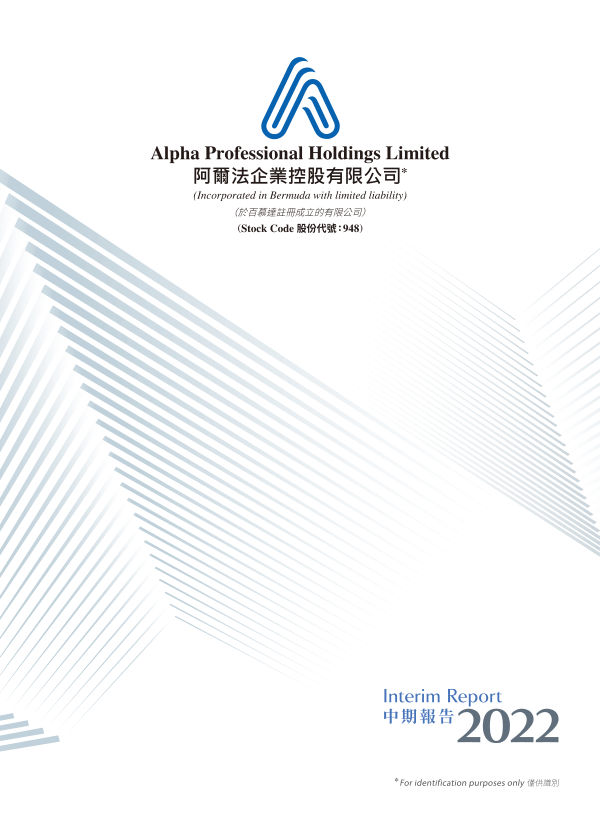 Alpha Professional Holdings Limited
阿爾法企業控股有限公司*
(Incorporated in Bermuda with limited liability)
(於百慕達註冊成立的有限公司)
(Stock Code 股份代號：948)
Interim Report
中期報告 2022
* For identification purposes only 僅供識別